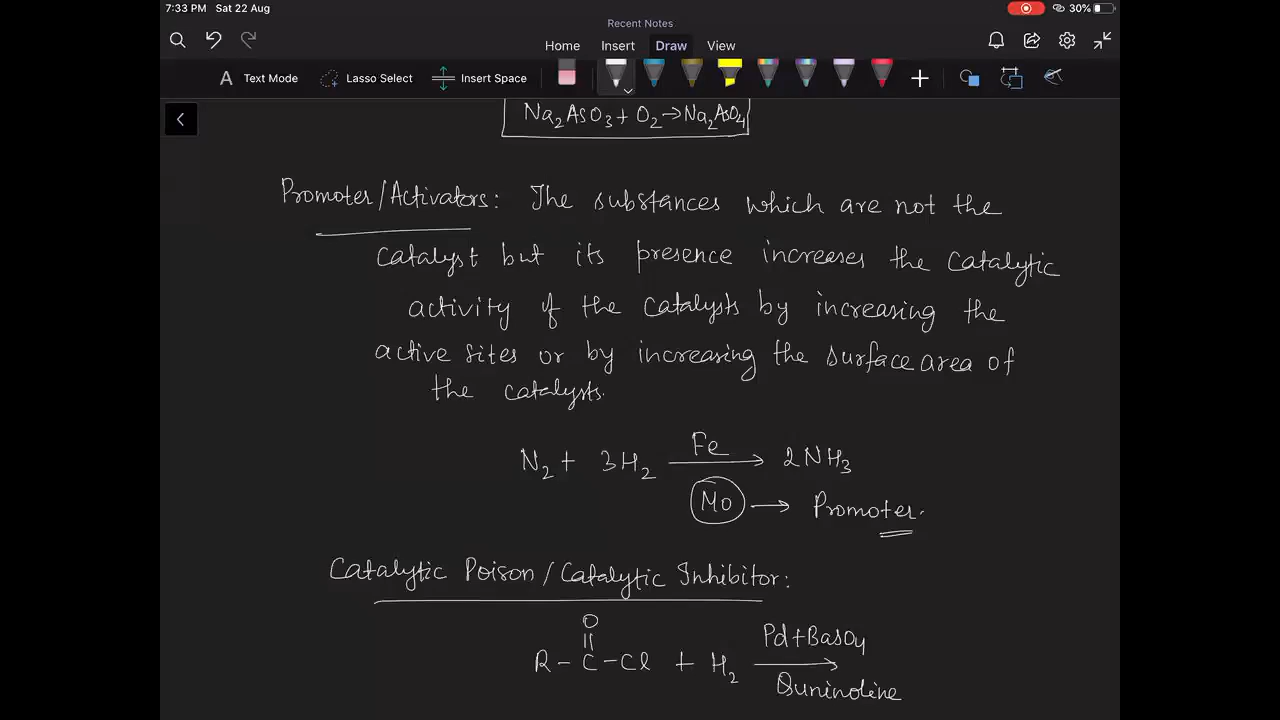 7:33 PM Sat 22 Aug
30%
Recent Notes
Home Insert Draw View
Text Mode Lasso Select Insert Space
Na₂AsO₃ + O₂ → Na₂AsO₄
Promoter/Activators: The substances which are not the
catalyst but its presence increases the catalytic
activity of the catalysts by increasing the
active sites or by increasing the surface area of
the catalysts.
Fe
N₂ + 3H₂ → 2NH₃
Mo → Promoter.
Catalytic Poison/Catalytic Inhibitor:
O
||
Pd+BaSO₄
R–C–Cl + H₂ →
Quninoline